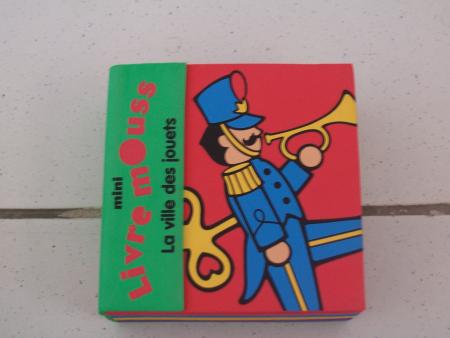 mini
Livre mouss
La ville des jouets